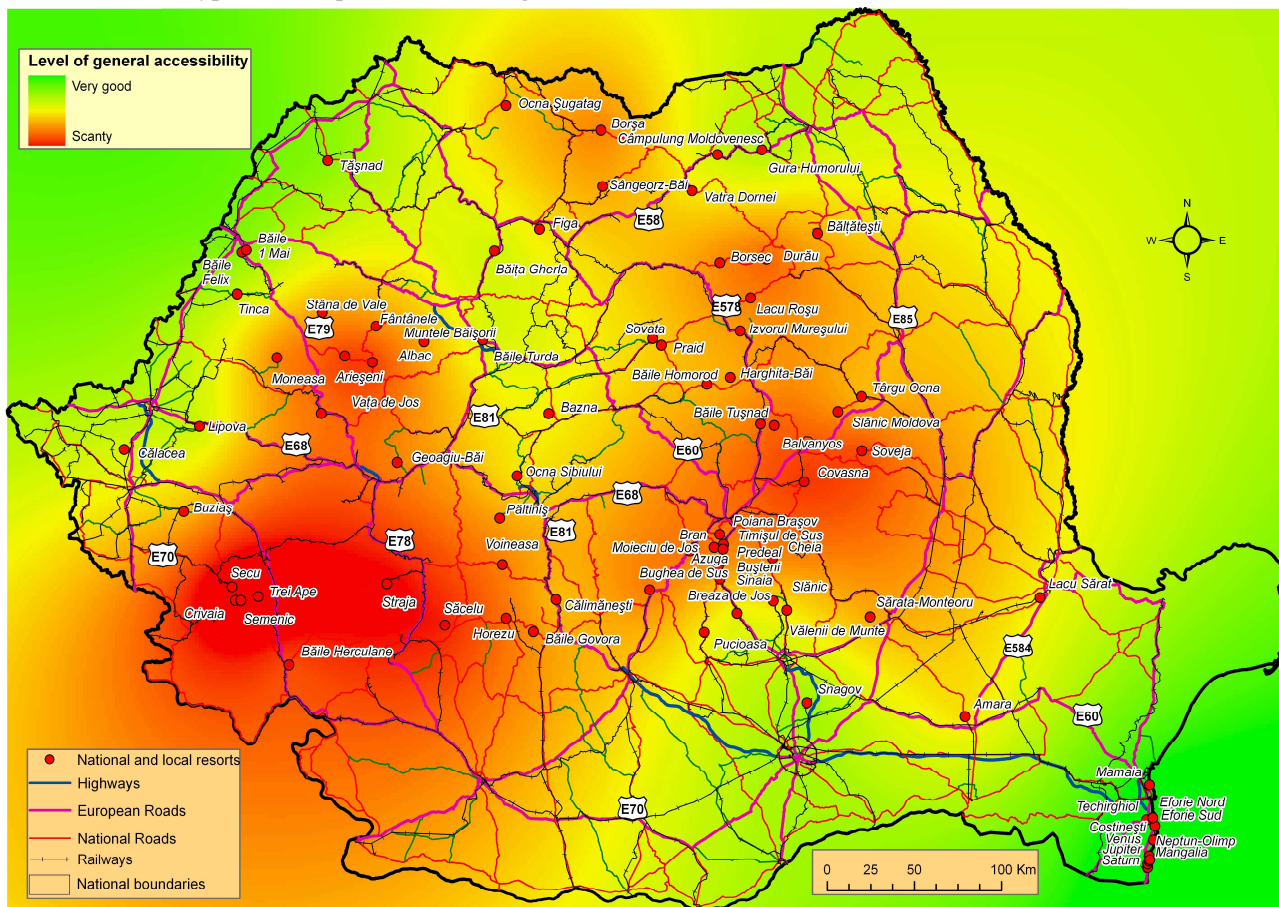 Level of general accessibility
Very good
Scanty
Ocna Şugatag
Borşa
Câmpulung Moldovenesc
Gura Humorului
Tăşnad
Sângeorz-Băi
Vatra Dornei
E58
Figa
Bălțăteşti
N
W
E
S
Băile
1 Mai
Băile
Felix
Băița Gherla
Borsec
Durău
Tinca
Stâna de Vale
E79
Fântânele
Muntele Băişorii
E578
Lacu Roşu
E85
Sovata
Izvorul Mureşului
Praid
Albac
Băile Turda
Moneasa
Arieşeni
Băile Homorod
Harghita-Băi
Târgu Ocna
Vața de Jos
E81
Bazna
Băile Tuşnad
Slănic Moldova
Lipova
E68
E60
Balvanyos
Soveja
Călacea
Geoagiu-Băi
Ocna Sibiului
Covasna
E68
Buziaş
Păltiniş
E70
E78
Voineasa
E81
Poiana Braşov
Bran
Timişul de Sus
Moieciu de Jos
Predeal
Cheia
Azuga
Buşteni
Bughea de Sus
Sinaia
Slănic
Secu
Trei Ape
Straja
Breaza de Jos
Lacu Sărat
Crivaia
Semenic
Săcelu
Călimăneşti
Sărata-Monteoru
Horezu
Băile Govora
Vălenii de Munte
Pucioasa
E584
Băile Herculane
Snagov
Amara
E60
National and local resorts
Highways
European Roads
National Roads
Railways
National boundaries
E70
Mamaia
Techirghiol
Eforie Nord
Eforie Sud
Costineşti
Venus
Neptun-Olimp
Jupiter
Mangalia
Saturn
0 25 50 100 Km